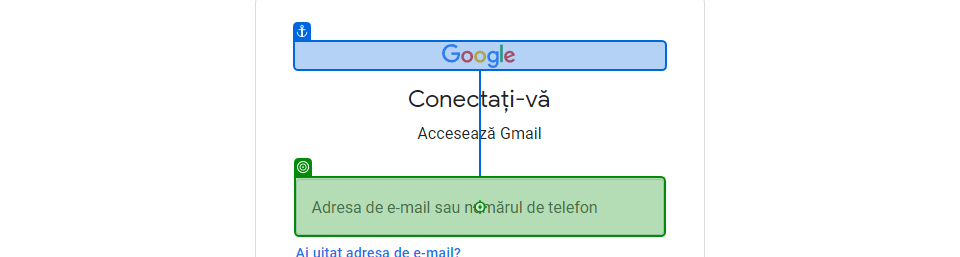 Google
Conectați-vă
Accesează Gmail
Adresa de e-mail sau numărul de telefon
Ai uitat adresa de e-mail?